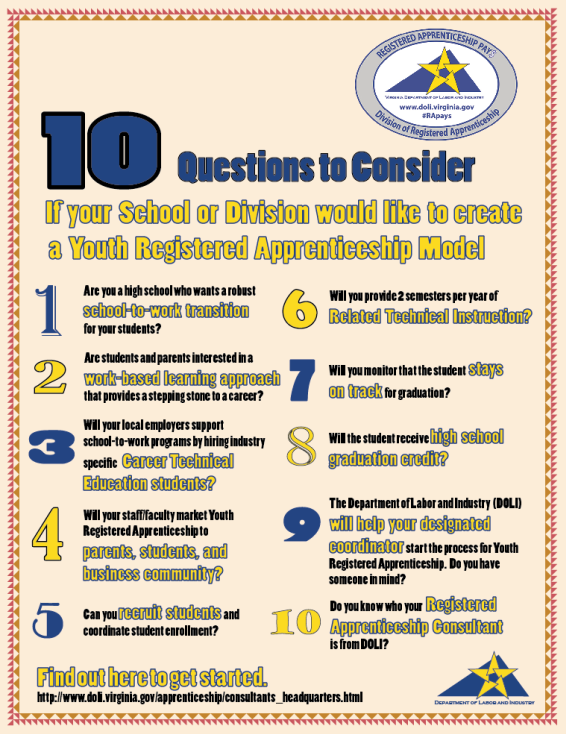 REGISTERED APPRENTICESHIP PAYS
VIRGINIA DEPARTMENT OF LABOR AND INDUSTRY
www.doli.virginia.gov
#RApays
Division of Registered Apprenticeship
10 Questions to Consider
If your School or Division would like to create
a Youth Registered Apprenticeship Model
1
Are you a high school who wants a robust
school-to-work transition
for your students?
2
Are students and parents interested in a
work-based learning approach
that provides a stepping stone to a career?
3
Will your local employers support
school-to-work programs by hiring industry
specific Career Technical
Education students?
4
Will your staff/faculty market Youth
Registered Apprenticeship to
parents, students, and
business community?
5
Can you recruit students and
coordinate student enrollment?
6
Will you provide 2 semesters per year of
Related Technical Instruction?
7
Will you monitor that the student stays
on track for graduation?
8
Will the student receive high school
graduation credit?
9
The Department of Labor and Industry (DOLI)
will help your designated
coordinator start the process for Youth
Registered Apprenticeship. Do you have
someone in mind?
10
Do you know who your Registered
Apprenticeship Consultant
is from DOLI?
Find out here to get started.
http://www.doli.virginia.gov/apprenticeship/consultants_headquarters.html
DEPARTMENT OF LABOR AND INDUSTRY